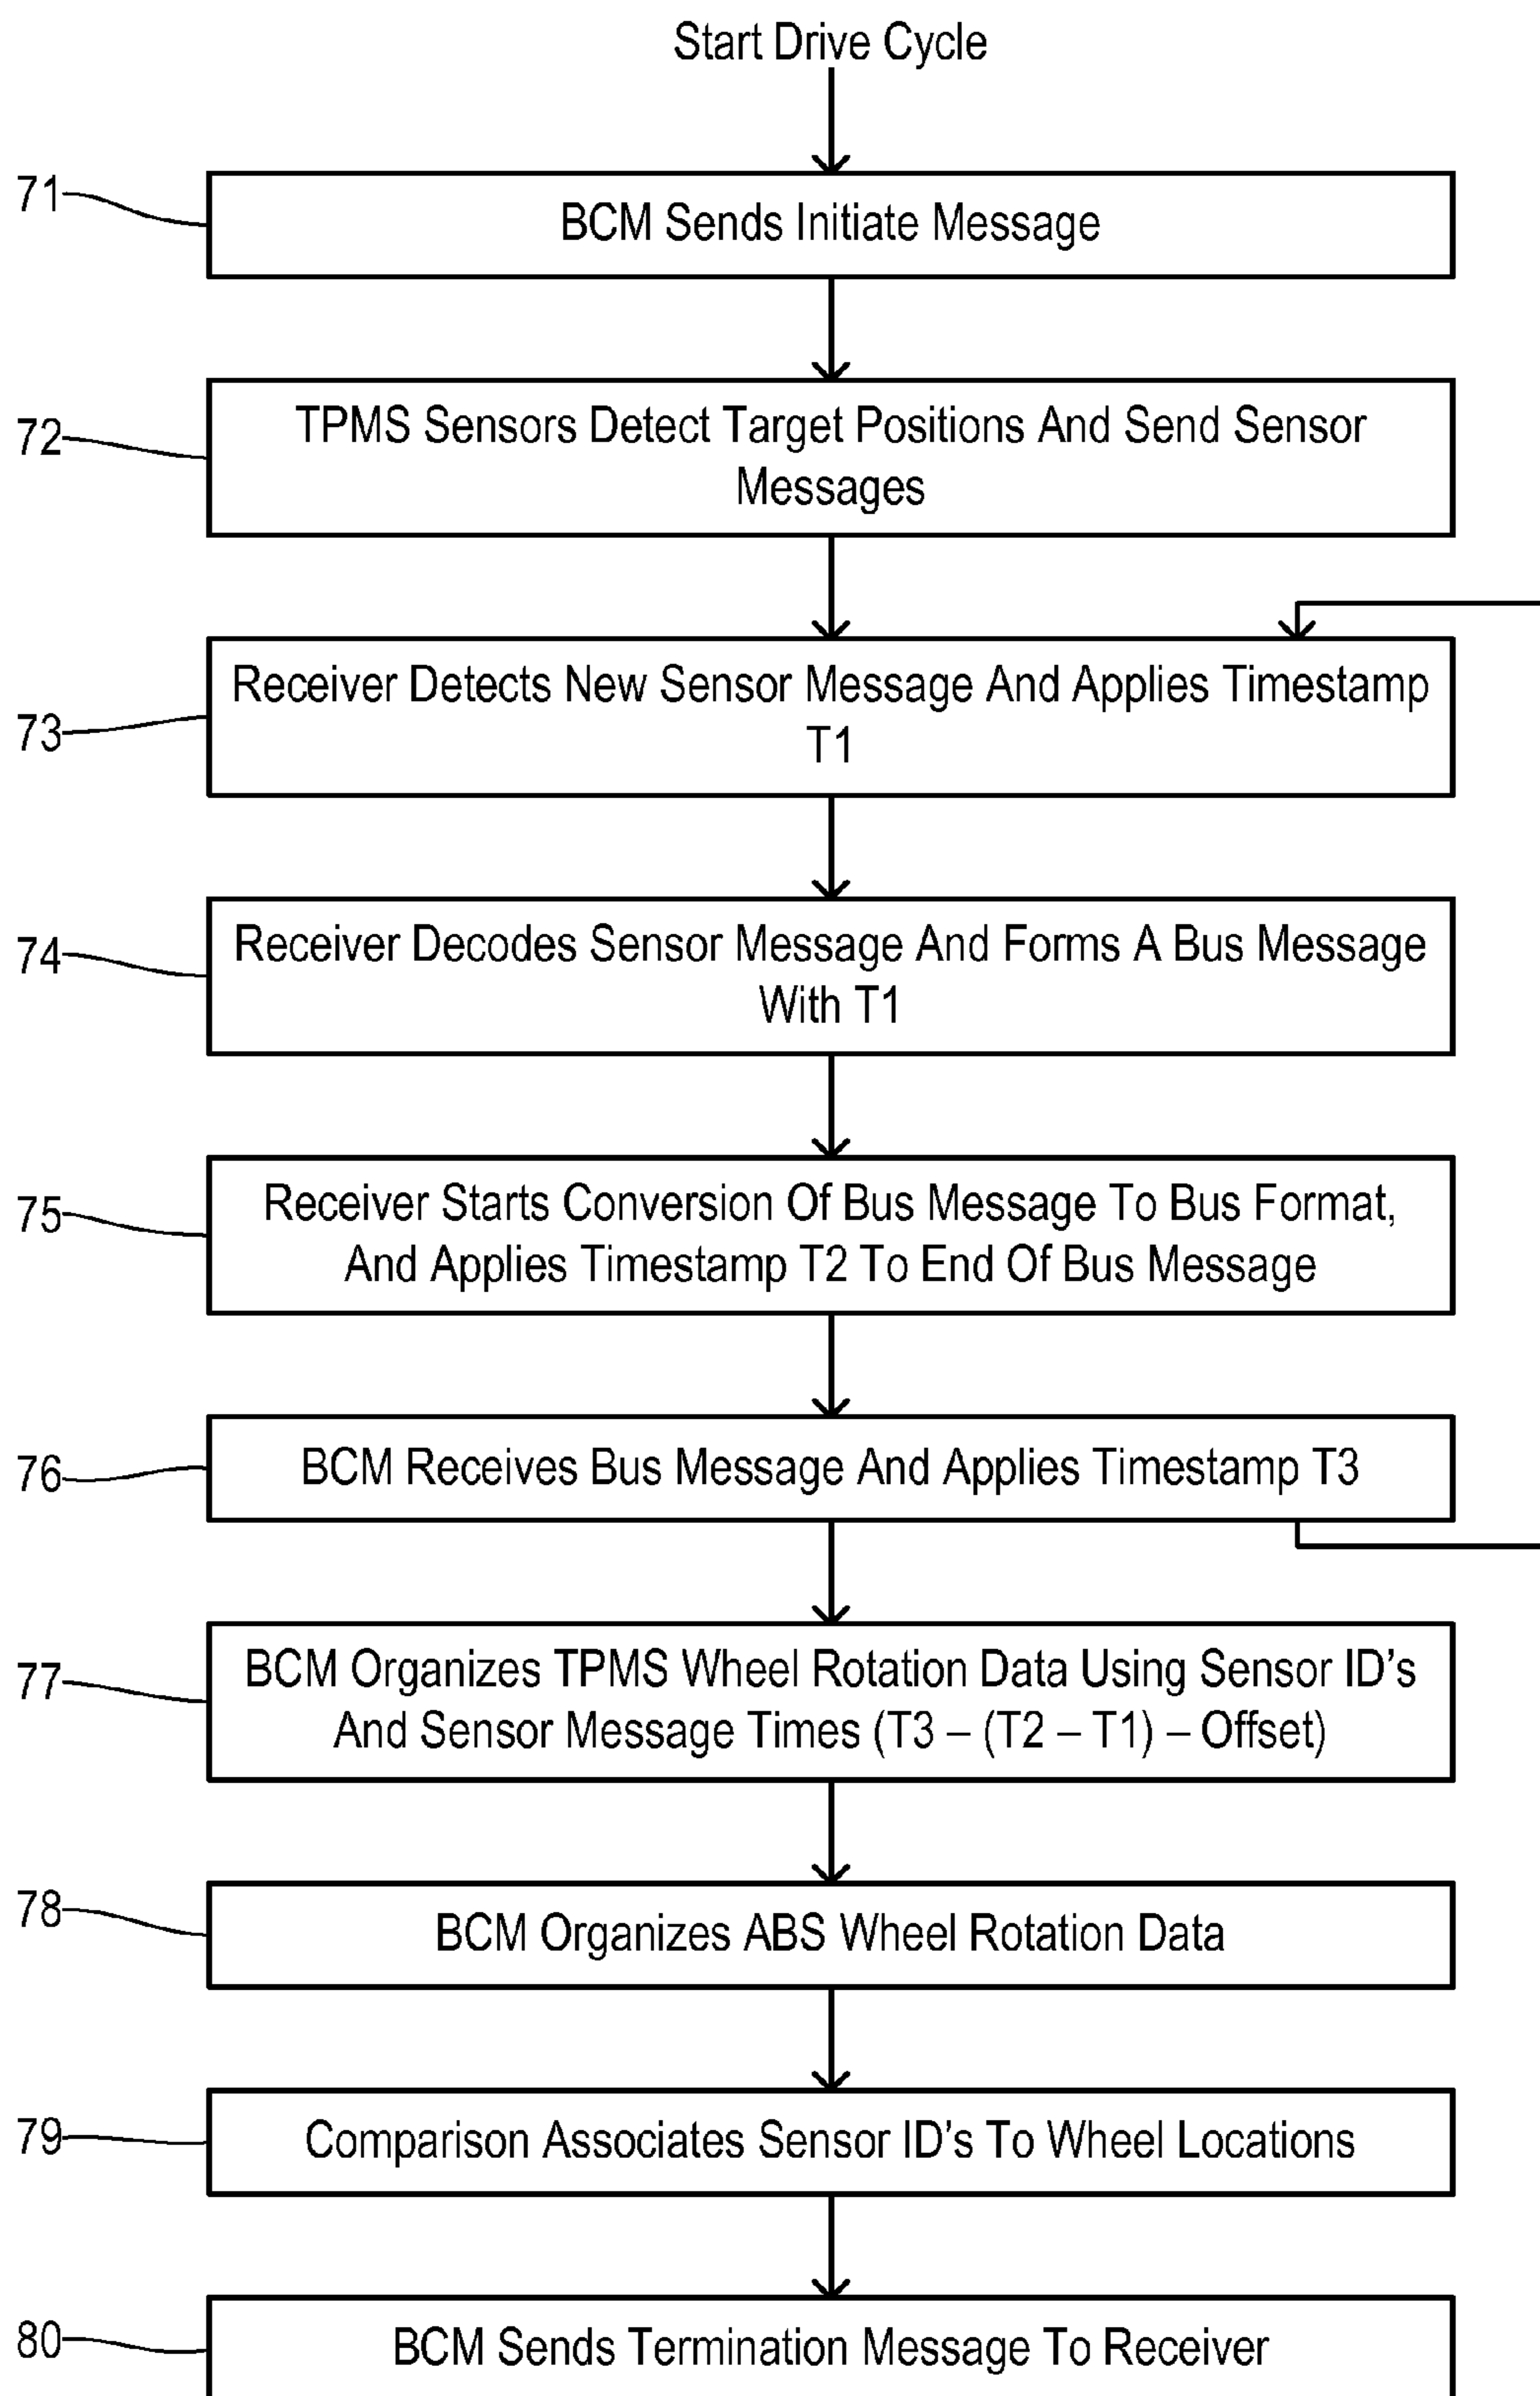 Start Drive Cycle
71
BCM Sends Initiate Message
72
TPMS Sensors Detect Target Positions And Send Sensor
Messages
73
Receiver Detects New Sensor Message And Applies Timestamp
T1
74
Receiver Decodes Sensor Message And Forms A Bus Message
With T1
75
Receiver Starts Conversion Of Bus Message To Bus Format,
And Applies Timestamp T2 To End Of Bus Message
76
BCM Receives Bus Message And Applies Timestamp T3
77
BCM Organizes TPMS Wheel Rotation Data Using Sensor ID's
And Sensor Message Times (T3 – (T2 – T1) – Offset)
78
BCM Organizes ABS Wheel Rotation Data
79
Comparison Associates Sensor ID's To Wheel Locations
80
BCM Sends Termination Message To Receiver